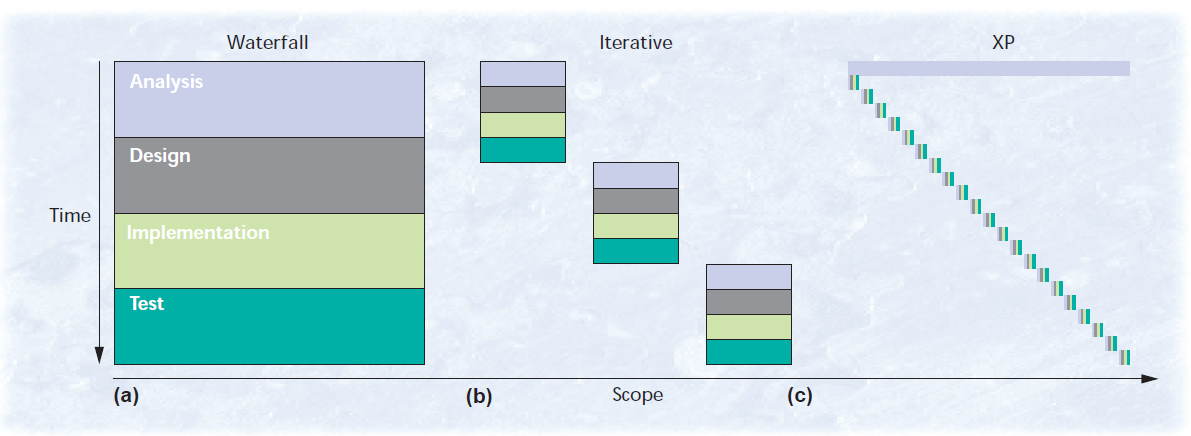 Waterfall
Iterative
XP
Analysis
Design
Time
Implementation
Test
(a)
(b)
Scope
(c)